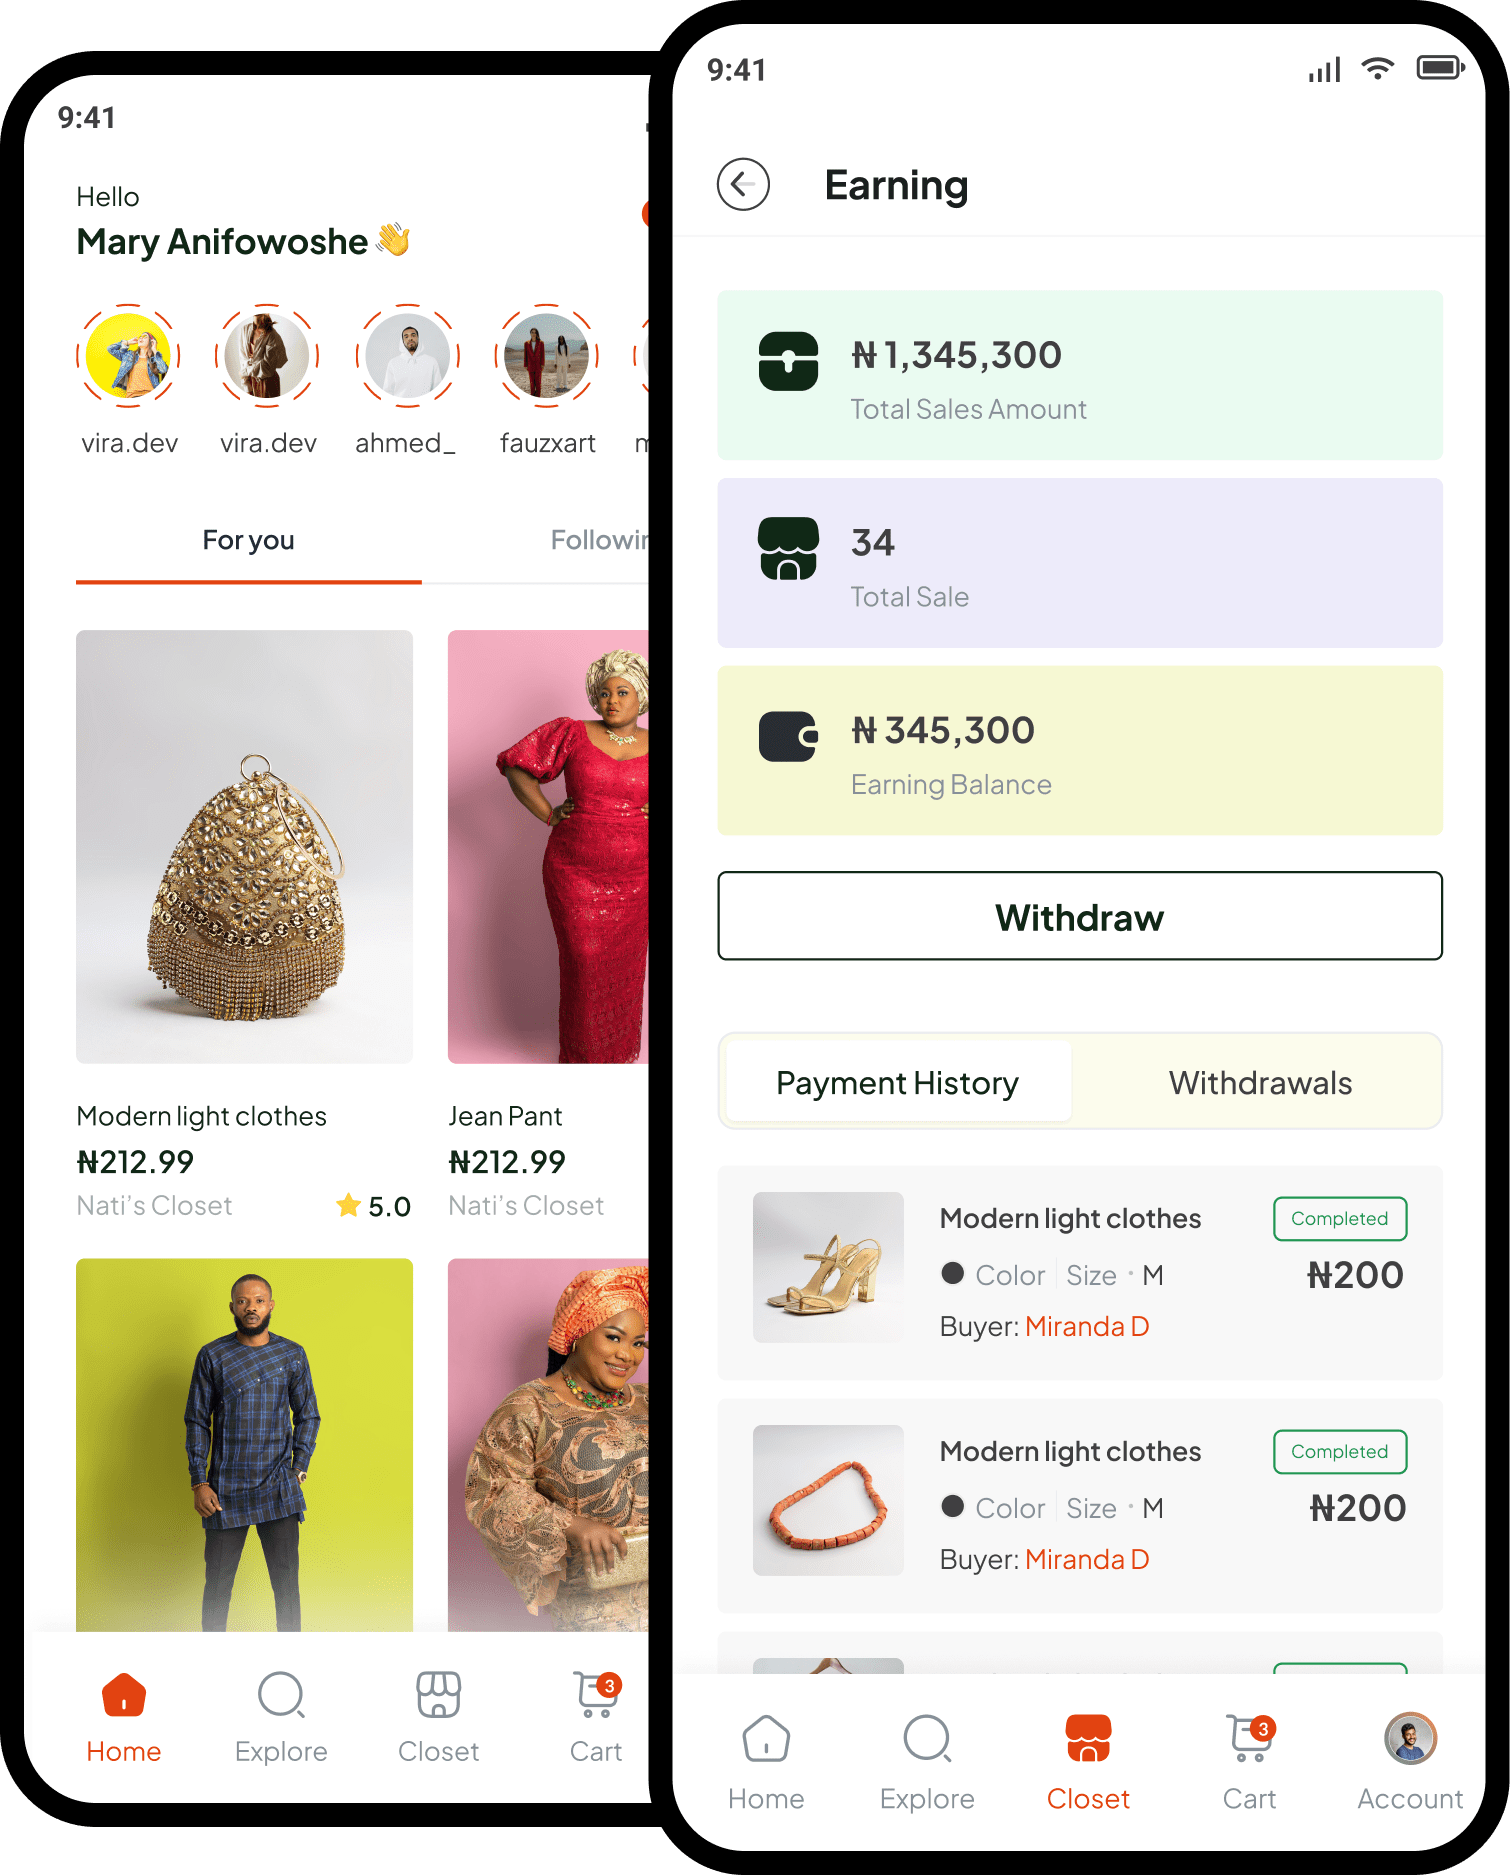 9:41
Hello
Mary Anifowoshe 👋
vira.dev
vira.dev
ahmed_
fauzxart
For you
Modern light clothes
₦212.99
Nati’s Closet
5.0
Jean Pant
₦212.99
Nati’s Closet
Home
Explore
Closet
3
Cart
9:41
Earning
₦ 1,345,300
Total Sales Amount
34
Total Sale
₦ 345,300
Earning Balance
Withdraw
Payment History
Withdrawals
Modern light clothes
Completed
Color Size • M
₦200
Buyer: Miranda D
Modern light clothes
Completed
Color Size • M
₦200
Buyer: Miranda D
Home
Explore
Closet
3
Cart
Account